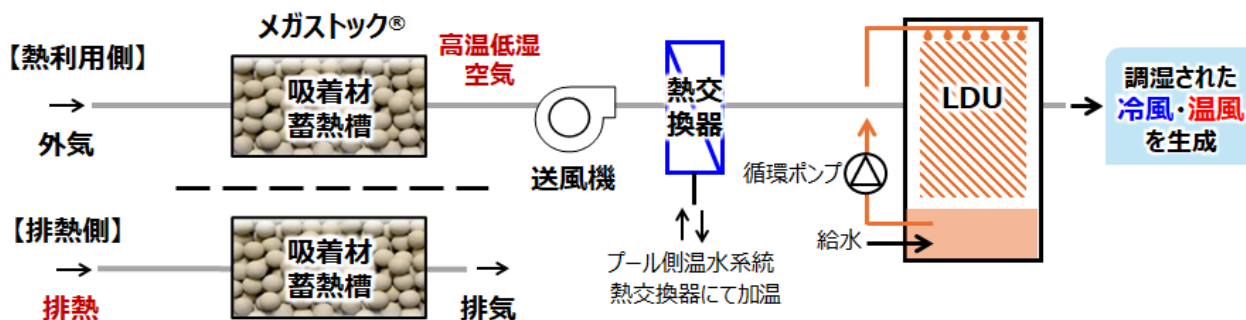 メガストック®
【熱利用側】
高温低湿
空気
吸着材
蓄熱槽
外気
送風機
熱交
換器
循環ポンプ
LDU
給水
調湿された
冷風・温風
を生成
【排熱側】
吸着材
蓄熱槽
排熱
排気
プール側温水系統
熱交換器にて加温